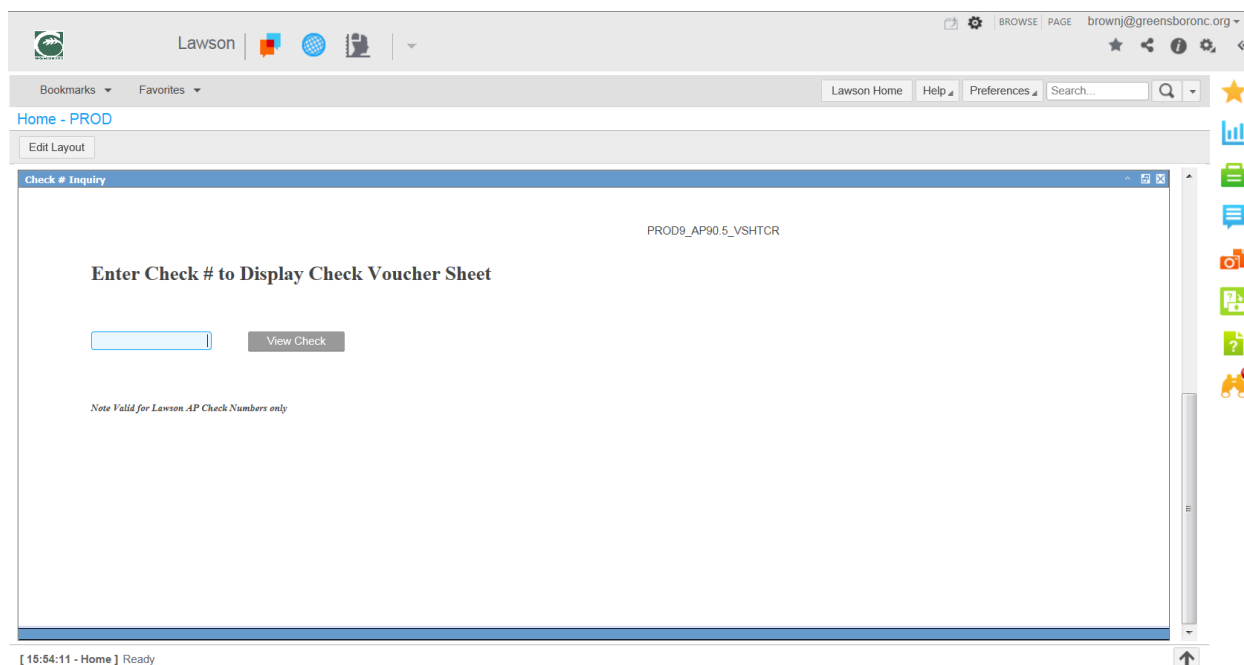 BROWSE PAGE brownj@greensboronc.org
Lawson
Bookmarks Favorites Lawson Home Help Preferences Search...
Home - PROD
Edit Layout
Check # Inquiry
PROD9_AP90.5_VSHTCR
Enter Check # to Display Check Voucher Sheet
View Check
Note Valid for Lawson AP Check Numbers only
[ 15:54:11 - Home ] Ready